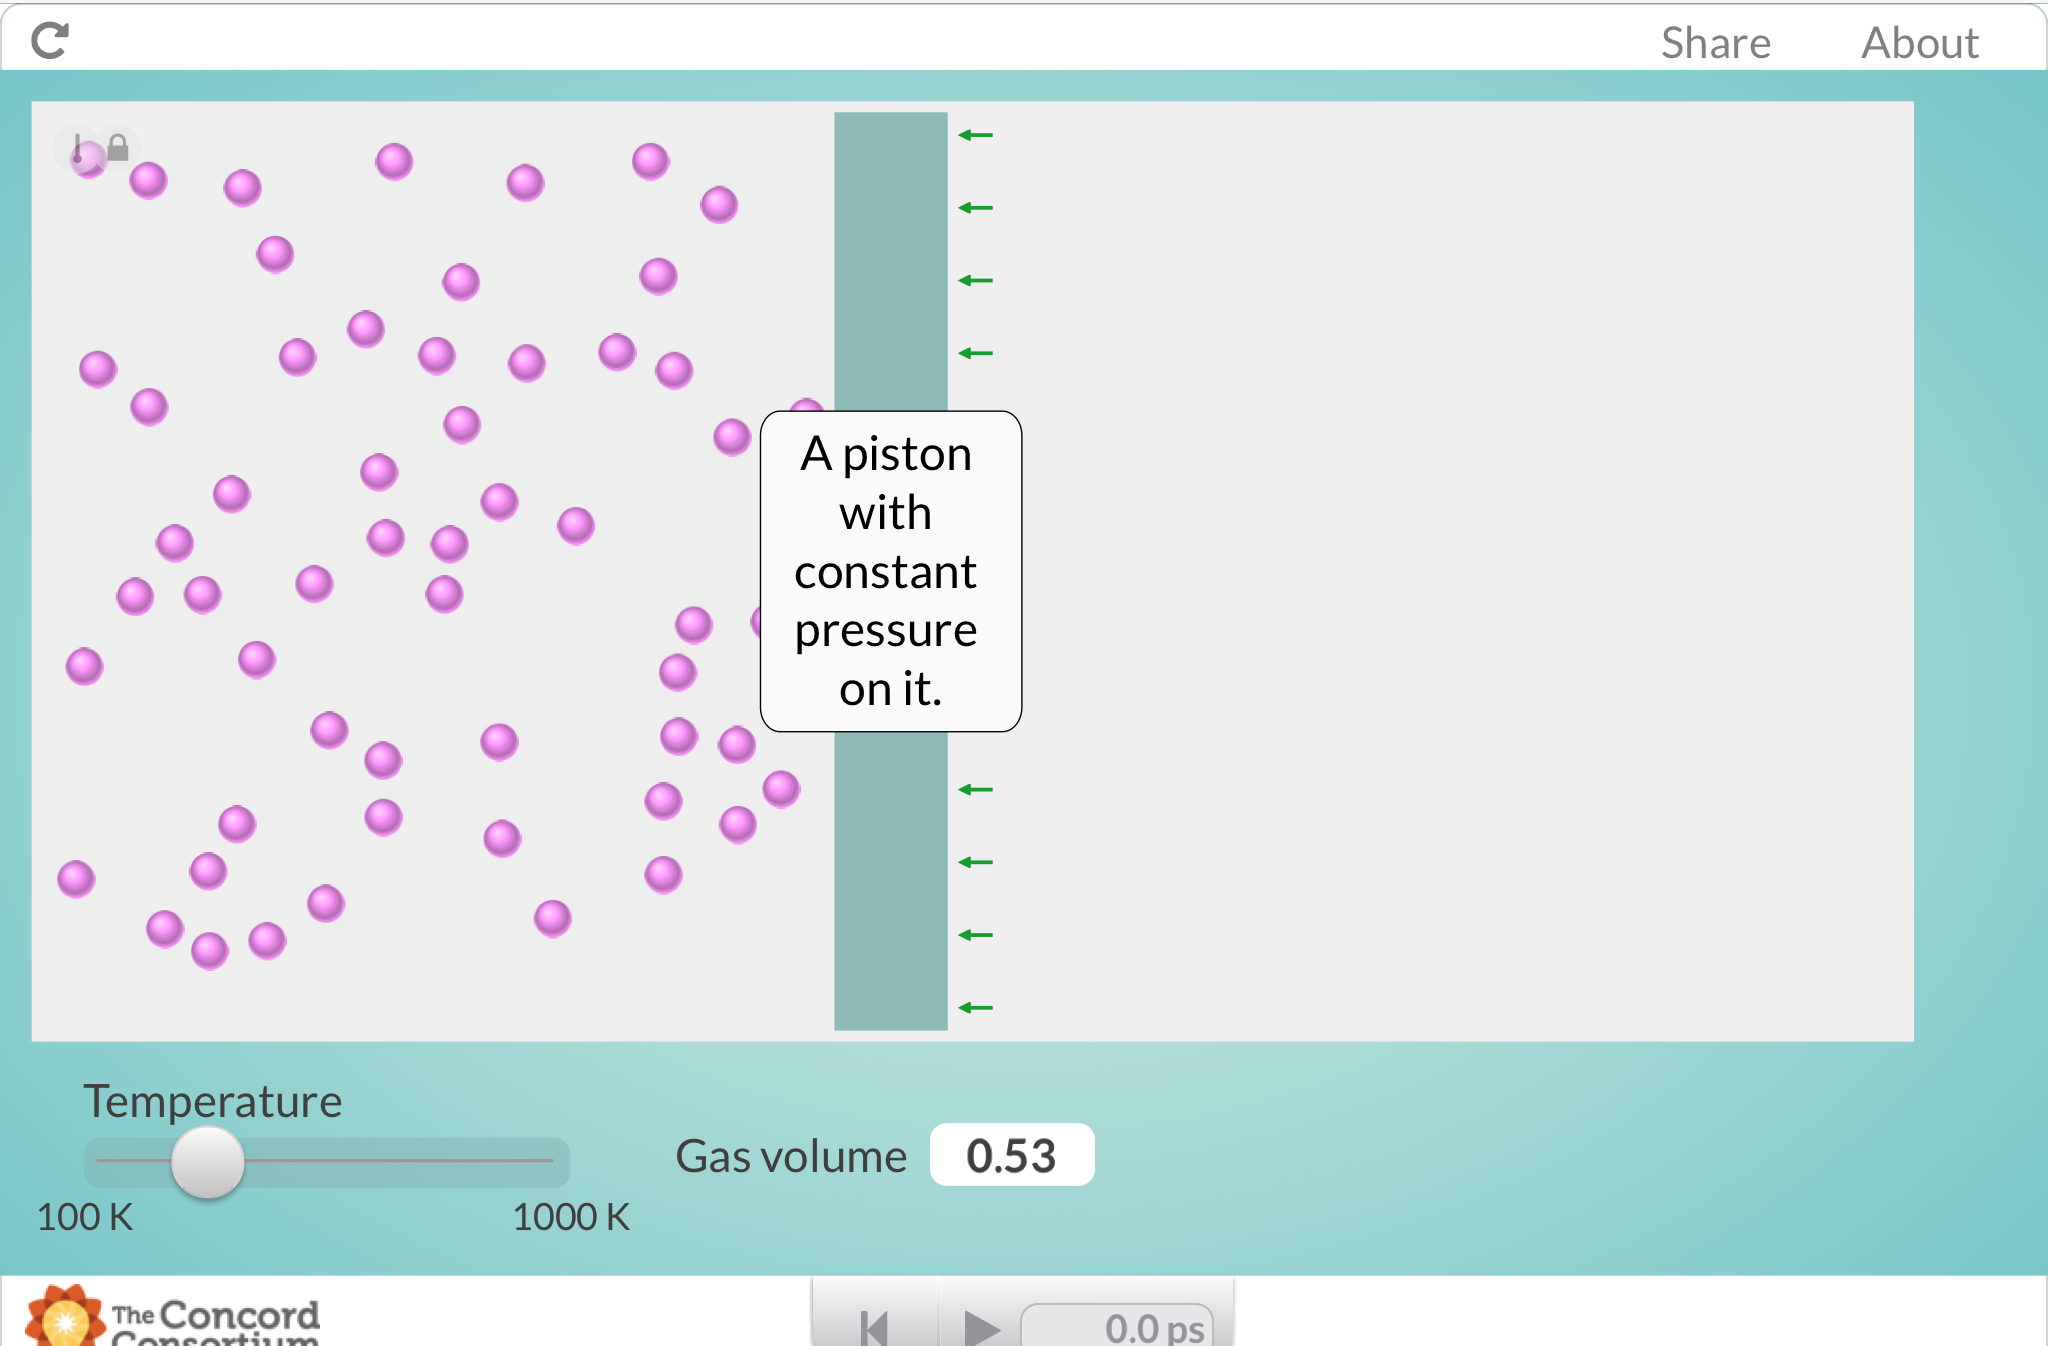 Share About
A piston
with
constant
pressure
on it.
Temperature
100 K 1000 K
Gas volume 0.53
The Concord
Consortium
0.0 ps